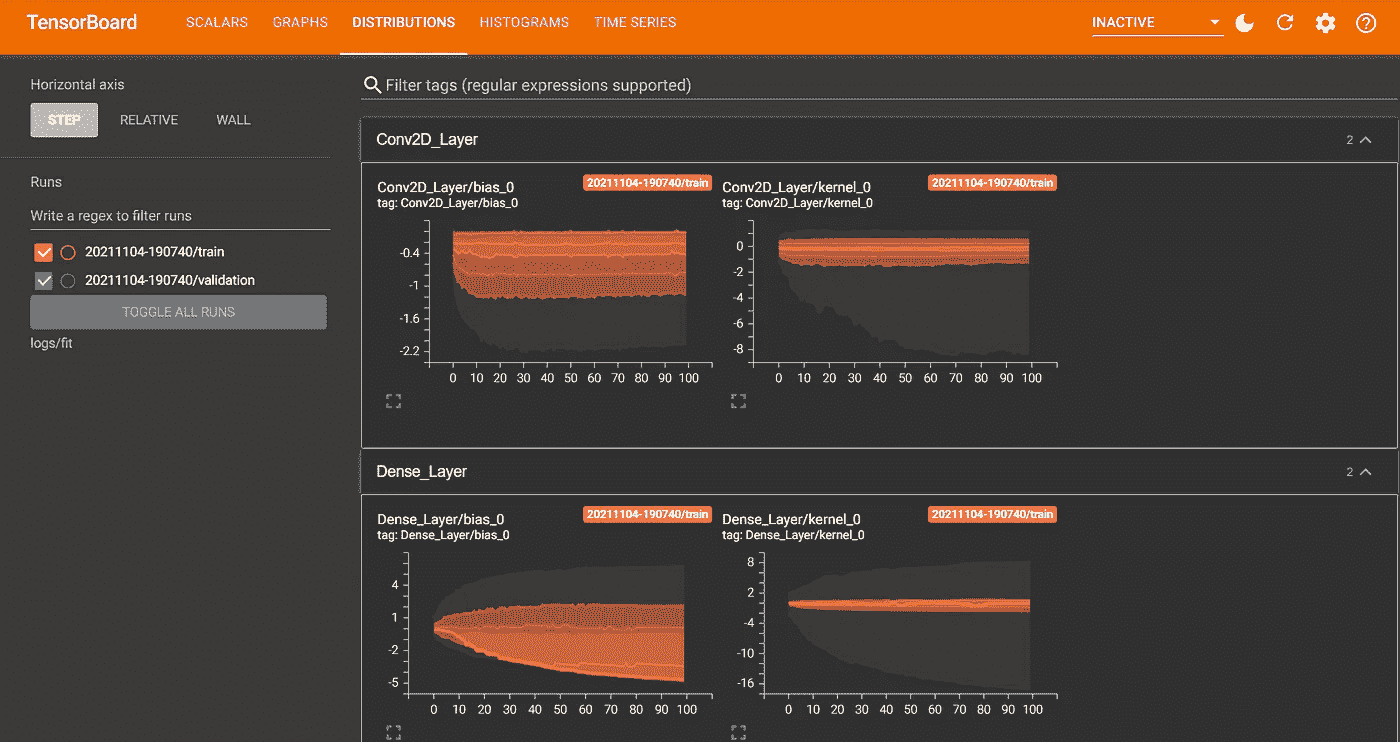 TensorBoard SCALARS GRAPHS DISTRIBUTIONS HISTOGRAMS TIME SERIES INACTIVE
Horizontal axis
STEP RELATIVE WALL
Runs
Write a regex to filter runs
20211104-190740/train
20211104-190740/validation
TOGGLE ALL RUNS
logs/fit
Filter tags (regular expressions supported)
Conv2D_Layer 2
Conv2D_Layer/bias_0 20211104-190740/train
tag: Conv2D_Layer/bias_0
-0.4
-1
-1.6
-2.2
0 10 20 30 40 50 60 70 80 90 100
Conv2D_Layer/kernel_0 20211104-190740/train
tag: Conv2D_Layer/kernel_0
0
-2
-4
-6
-8
0 10 20 30 40 50 60 70 80 90 100
Dense_Layer 2
Dense_Layer/bias_0 20211104-190740/train
tag: Dense_Layer/bias_0
4
1
-2
-5
0 10 20 30 40 50 60 70 80 90 100
Dense_Layer/kernel_0 20211104-190740/train
tag: Dense_Layer/kernel_0
8
2
-4
-10
-16
0 10 20 30 40 50 60 70 80 90 100